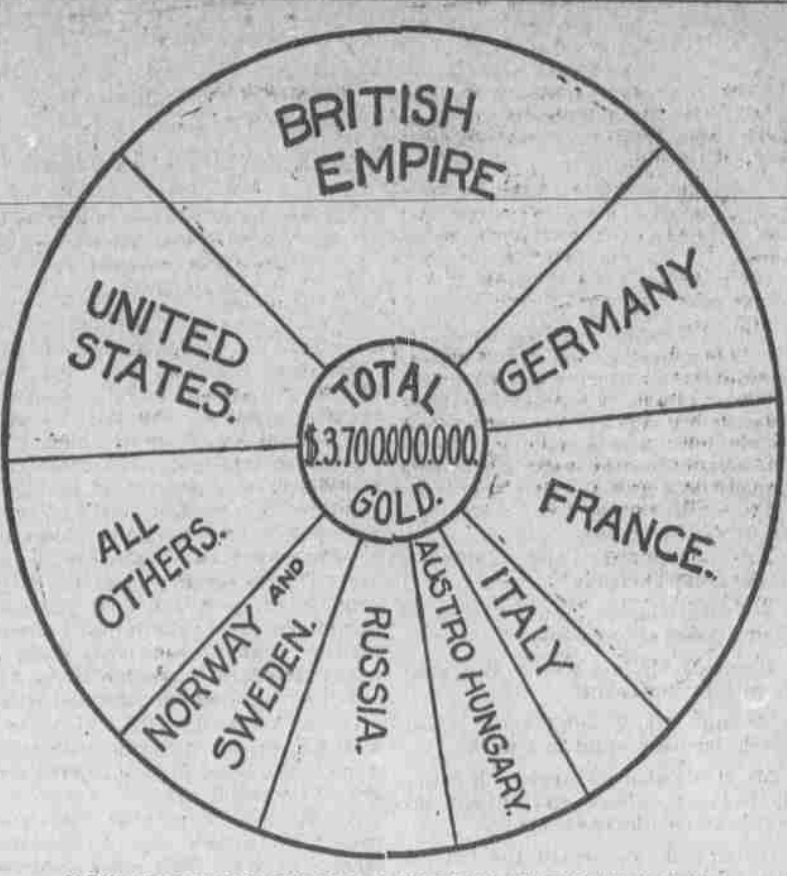 BRITISH
EMPIRE
UNITED
STATES.
GERMANY
TOTAL
$.3.700.000.000.
GOLD.
FRANCE.
ALL
OTHERS.
NORWAY AND
SWEDEN.
RUSSIA.
AUSTRO HUNGARY.
ITALY